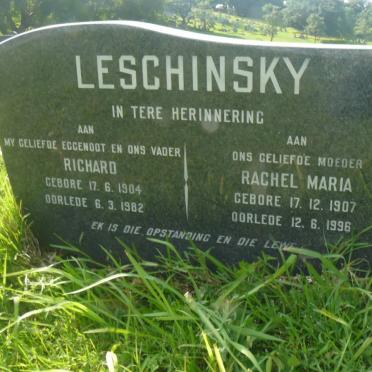 LESCHINSKY
IN TERE HERINNERING
AAN
MY GELIEFDE EGGENOOT EN ONS VADER
RICHARD
GEBORE 17. 6. 1904
OORLEDE 6. 3. 1982
AAN
ONS GELIEFDE MOEDER
RACHEL MARIA
GEBORE 17. 12. 1907
OORLEDE 12. 6. 1996
EK IS DIE OPSTANDING EN DIE LEWE